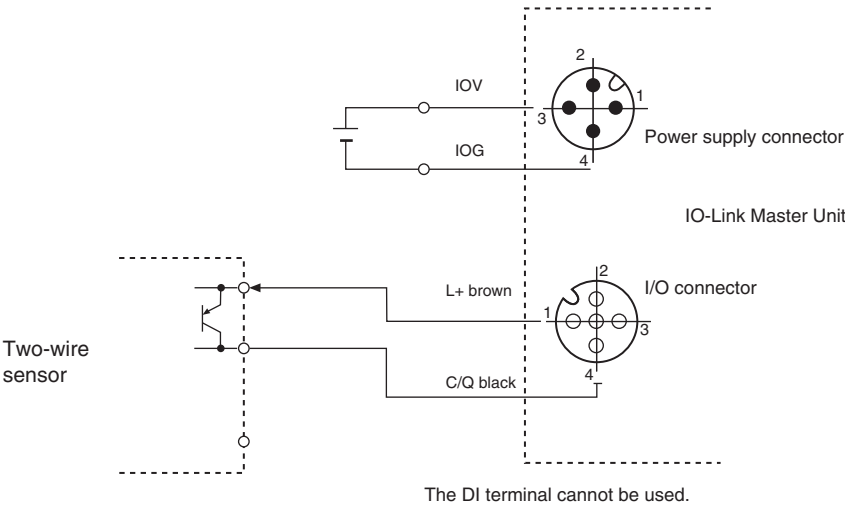 2
IOV
1
3
Power supply connector
IOG
4
IO-Link Master Unit
2
L+ brown
I/O connector
1
3
Two-wire
sensor
4
C/Q black
The DI terminal cannot be used.